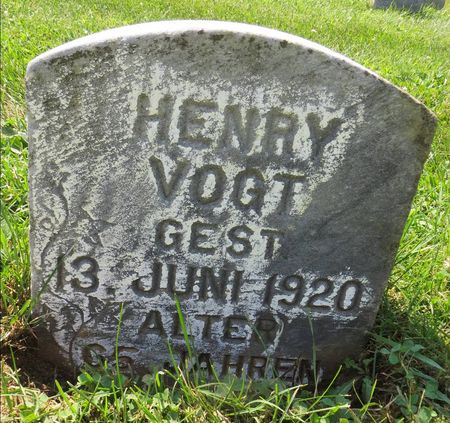 HENRY
VOGT
GEST.
13. JUNI 1920
ALTER
JAHREN